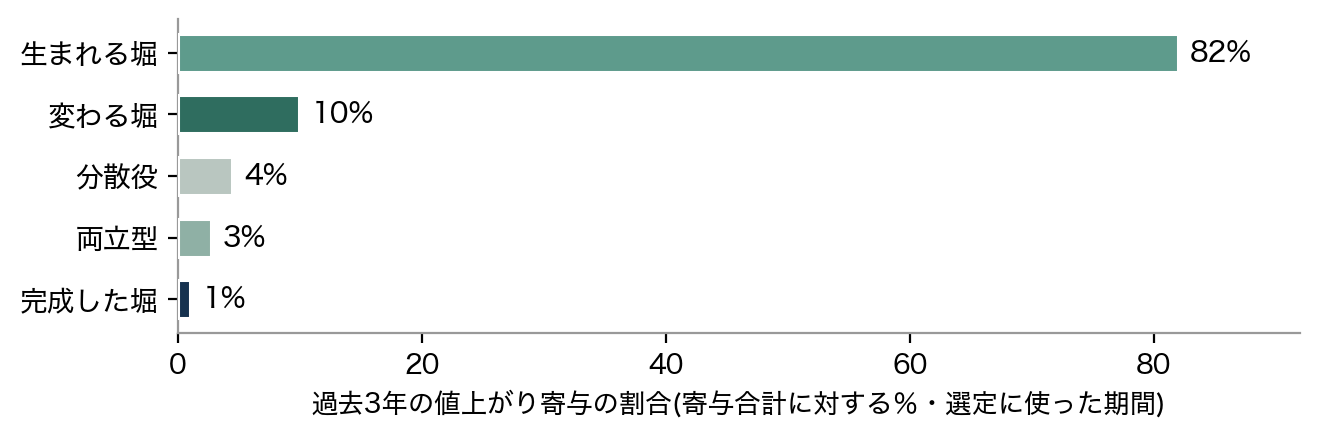 生まれる堀 82%
変わる堀 10%
分散役 4%
両立型 3%
完成した堀 1%
0 20 40 60 80
過去3年の値上がり寄与の割合(寄与合計に対する%・選定に使った期間)